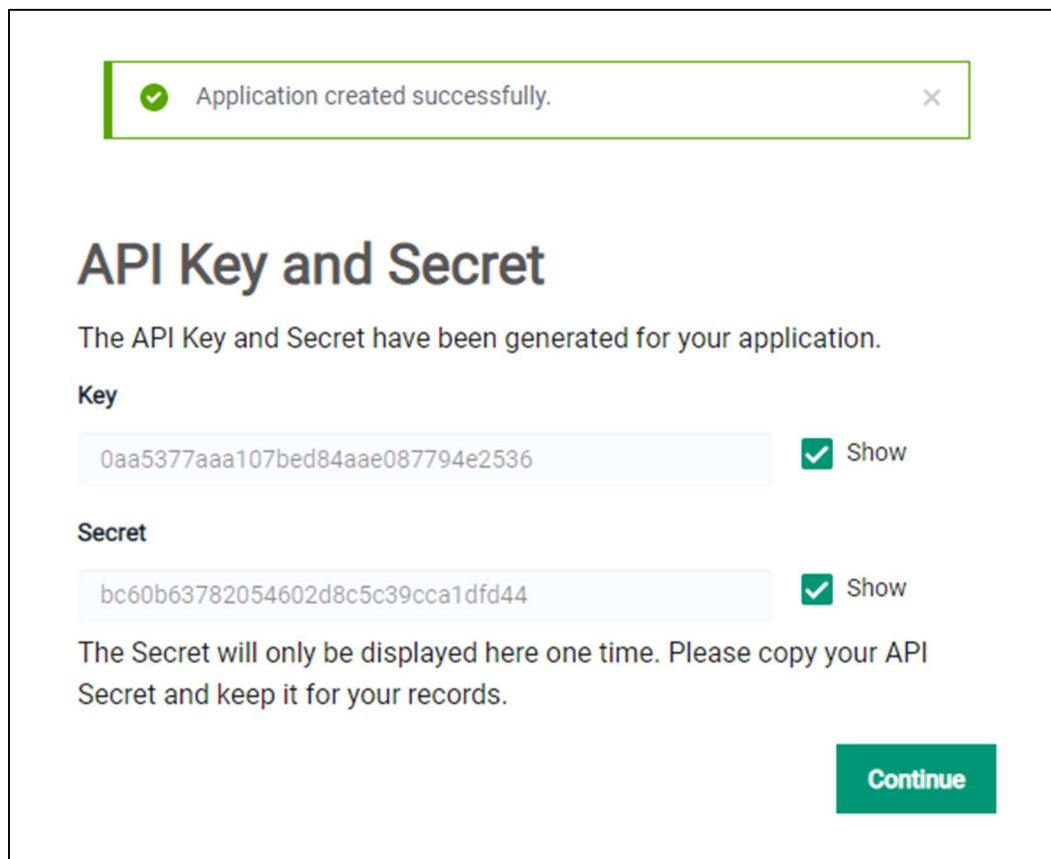 Application created successfully.
API Key and Secret
The API Key and Secret have been generated for your application.
Key
0aa5377aaa107bed84aae087794e2536
Show
Secret
bc60b63782054602d8c5c39cca1dfd44
Show
The Secret will only be displayed here one time. Please copy your API
Secret and keep it for your records.
Continue